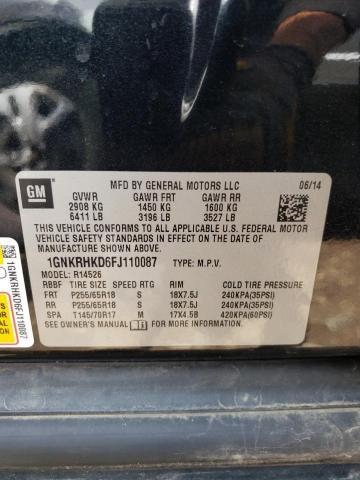 GM
MFD BY GENERAL MOTORS LLC 06/14
GVWR GAWR FRT GAWR RR
2908 KG 1450 KG 1600 KG
6411 LB 3196 LB 3527 LB
THIS VEHICLE CONFORMS TO ALL APPLICABLE U.S.
FEDERAL MOTOR VEHICLE SAFETY AND THEFT PREVENTION
STANDARDS IN EFFECT ON THE DATE OF MANUFACTURE SHOWN ABOVE.
1GNKRHKD6FJ110087 TYPE: M.P.V.
MODEL: R14526
RBBF TIRE SIZE SPEED RTG RIM COLD TIRE PRESSURE
FRT P255/65R18 S 18X7.5J 240KPA(35PSI)
RR P255/65R18 S 18X7.5J 240KPA(35PSI)
SPA T145/70R17 M 17X4.5B 420KPA(60PSI)
SEE OWNER'S MANUAL FOR MORE INFORMATION.
1GNKRHKD6FJ110087